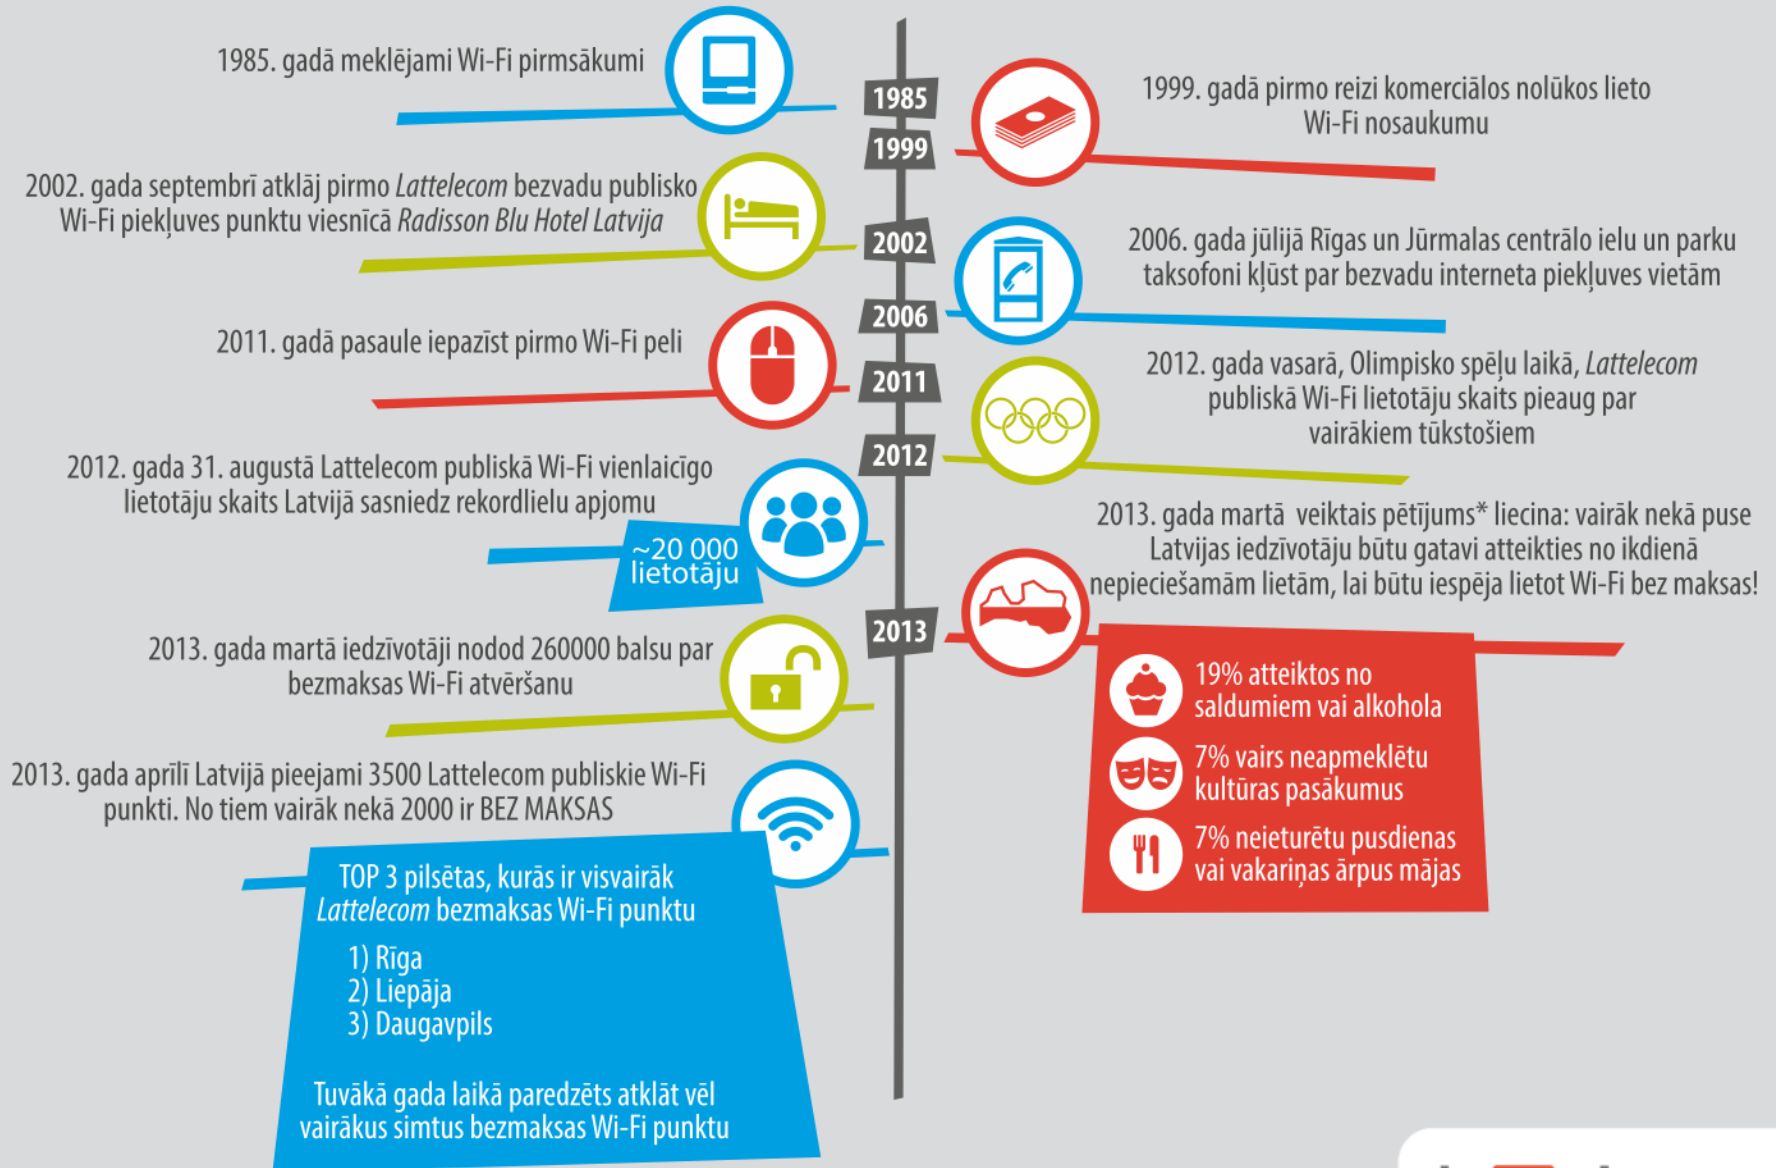 1985. gadā meklējami Wi-Fi pirmsākumi
1985
1999. gadā pirmo reizi komerciālos nolūkos lieto
Wi-Fi nosaukumu
1999
2002. gada septembrī atklāj pirmo Lattelecom bezvadu publisko
Wi-Fi piekļuves punktu viesnīcā Radisson Blu Hotel Latvija
2002
2006. gada jūlijā Rīgas un Jūrmalas centrālo ielu un parku
taksofoni kļūst par bezvadu interneta piekļuves vietām
2006
2011. gadā pasaule iepazīst pirmo Wi-Fi peli
2011
2012. gada vasarā, Olimpisko spēļu laikā, Lattelecom
publiskā Wi-Fi lietotāju skaits pieaug par
vairākiem tūkstošiem
2012
2012. gada 31. augustā Lattelecom publiskā Wi-Fi vienlaicīgo
lietotāju skaits Latvijā sasniedz rekordlielu apjomu
~20 000
lietotāju
2013. gada martā veiktais pētījums* liecina: vairāk nekā puse
Latvijas iedzīvotāju būtu gatavi atteikties no ikdienā
nepieciešamām lietām, lai būtu iespēja lietot Wi-Fi bez maksas!
2013
19% atteiktos no
saldumiem vai alkohola
7% vairs neapmeklētu
kultūras pasākumus
7% neieturētu pusdienas
vai vakariņas ārpus mājas
2013. gada martā iedzīvotāji nodod 260000 balsu par
bezmaksas Wi-Fi atvēršanu
2013. gada aprīlī Latvijā pieejami 3500 Lattelecom publiskie Wi-Fi
punkti. No tiem vairāk nekā 2000 ir BEZ MAKSAS
TOP 3 pilsētas, kurās ir visvairāk
Lattelecom bezmaksas Wi-Fi punktu
1) Rīga
2) Liepāja
3) Daugavpils
Tuvākā gada laikā paredzēts atklāt vēl
vairākus simtus bezmaksas Wi-Fi punktu